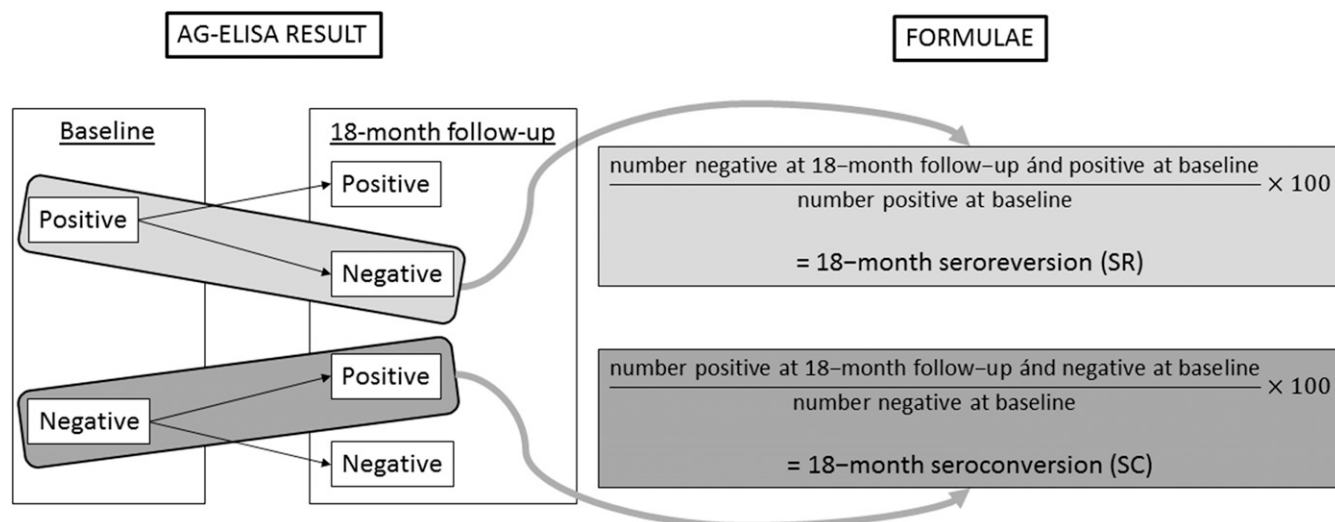 AG-ELISA RESULT
FORMULAE
Baseline
18-month follow-up
Positive
Positive
Negative
Negative
Positive
Negative
number negative at 18−month follow−up ánd positive at baseline
number positive at baseline
× 100
= 18−month seroreversion (SR)
number positive at 18−month follow−up ánd negative at baseline
number negative at baseline
× 100
= 18−month seroconversion (SC)